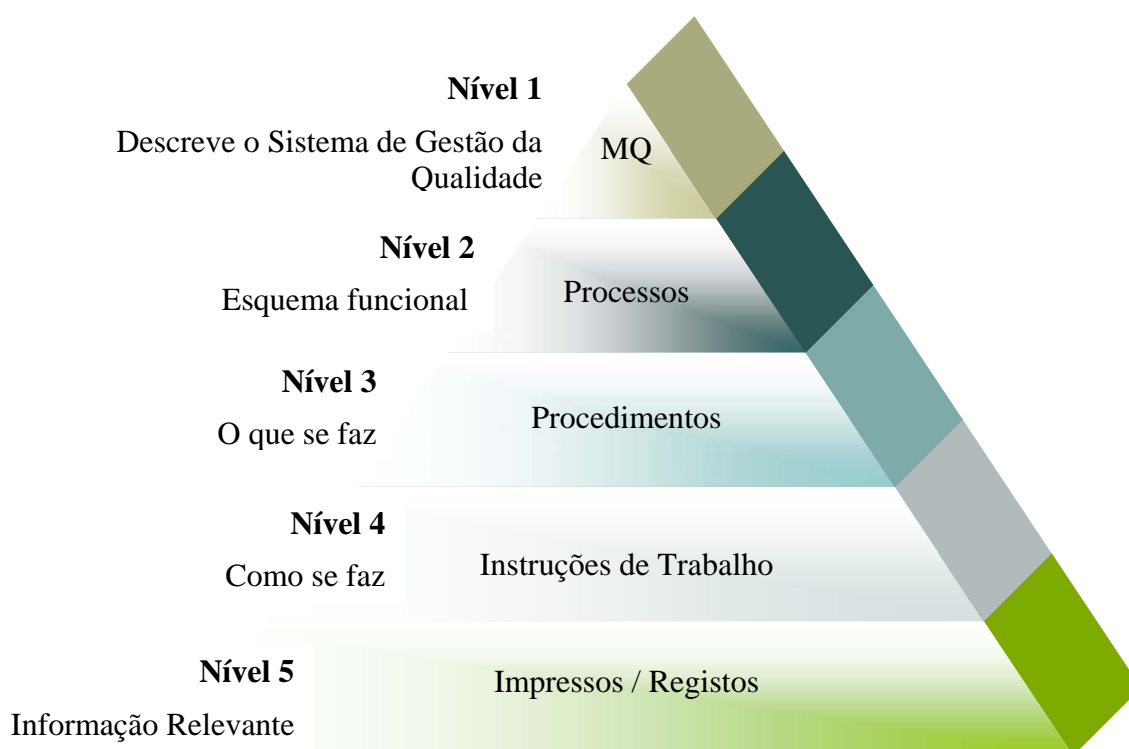 Nível 1
Descreve o Sistema de Gestão da
Qualidade
MQ
Nível 2
Esquema funcional
Processos
Nível 3
O que se faz
Procedimentos
Nível 4
Como se faz
Instruções de Trabalho
Nível 5
Informação Relevante
Impressos / Registos